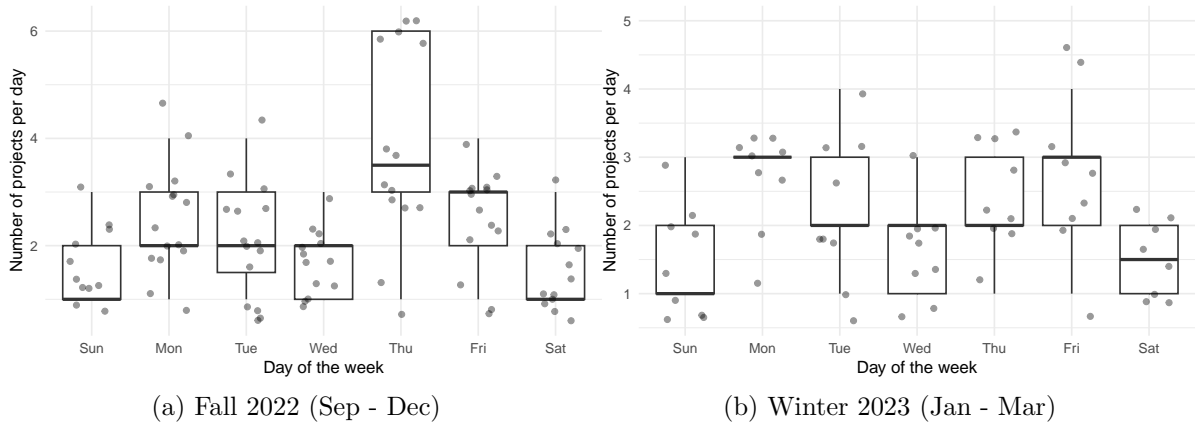 Number of projects per day
6
4
2
Sun Mon Tue Wed Thu Fri Sat
Day of the week
(a) Fall 2022 (Sep - Dec)
Number of projects per day
5
4
3
2
1
Sun Mon Tue Wed Thu Fri Sat
Day of the week
(b) Winter 2023 (Jan - Mar)